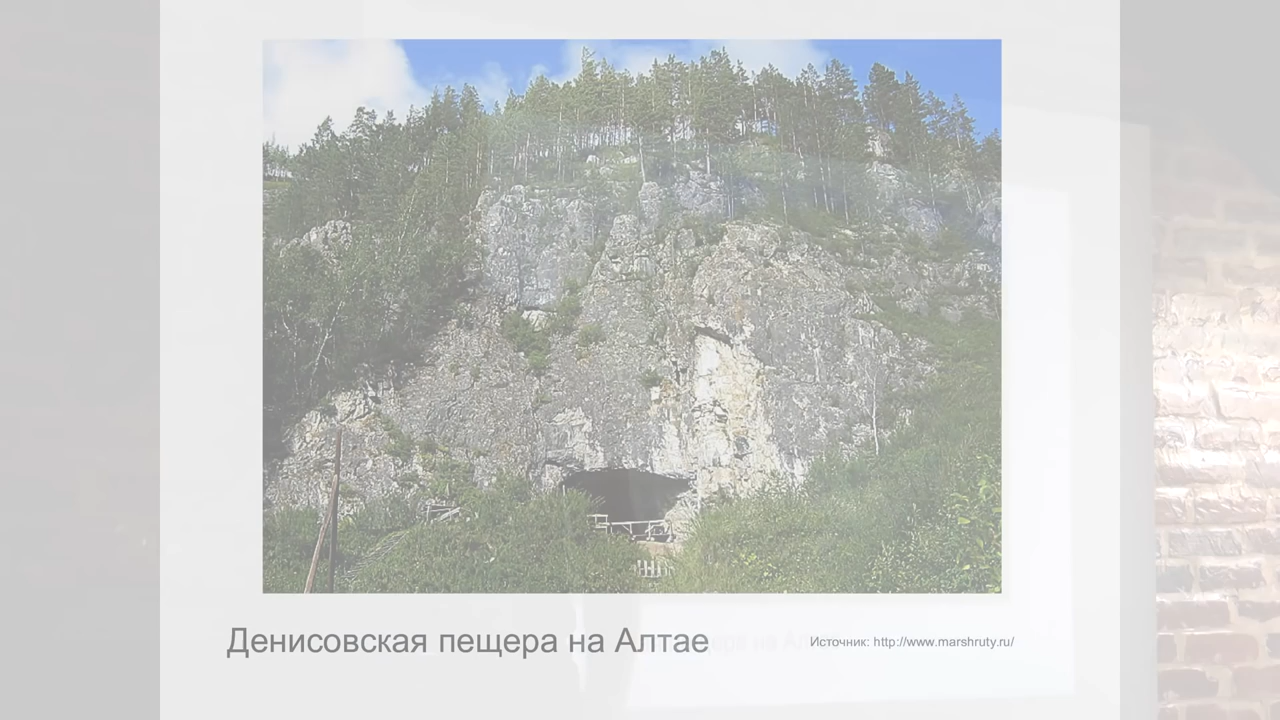 Денисовская пещера на Алтае
Источник: http://www.marshruty.ru/